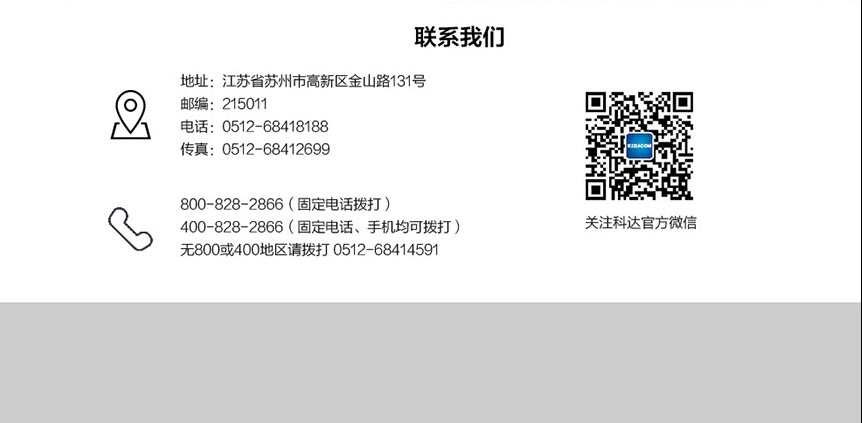 联系我们
地址：江苏省苏州市高新区金山路131号
邮编：215011
电话：0512-68418188
传真：0512-68412699
800-828-2866（固定电话拨打）
400-828-2866（固定电话、手机均可拨打）
无800或400地区请拨打 0512-68414591
KEDACOM
关注科达官方微信